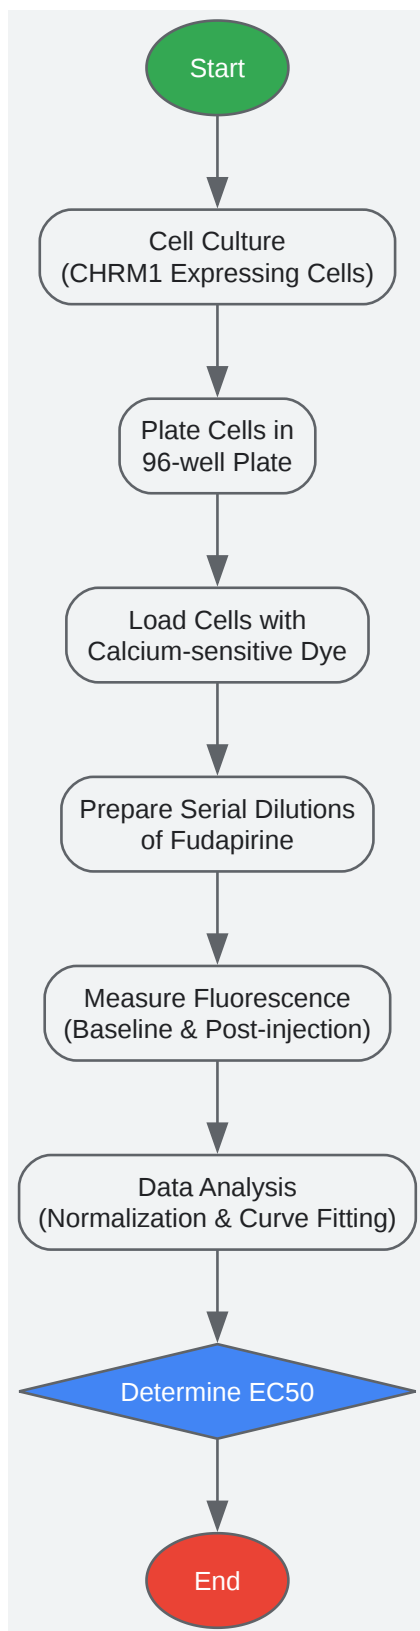 Start
Cell Culture
(CHRM1 Expressing Cells)
Plate Cells in
96-well Plate
Load Cells with
Calcium-sensitive Dye
Prepare Serial Dilutions
of Fudapirine
Measure Fluorescence
(Baseline & Post-injection)
Data Analysis
(Normalization & Curve Fitting)
Determine EC50
End